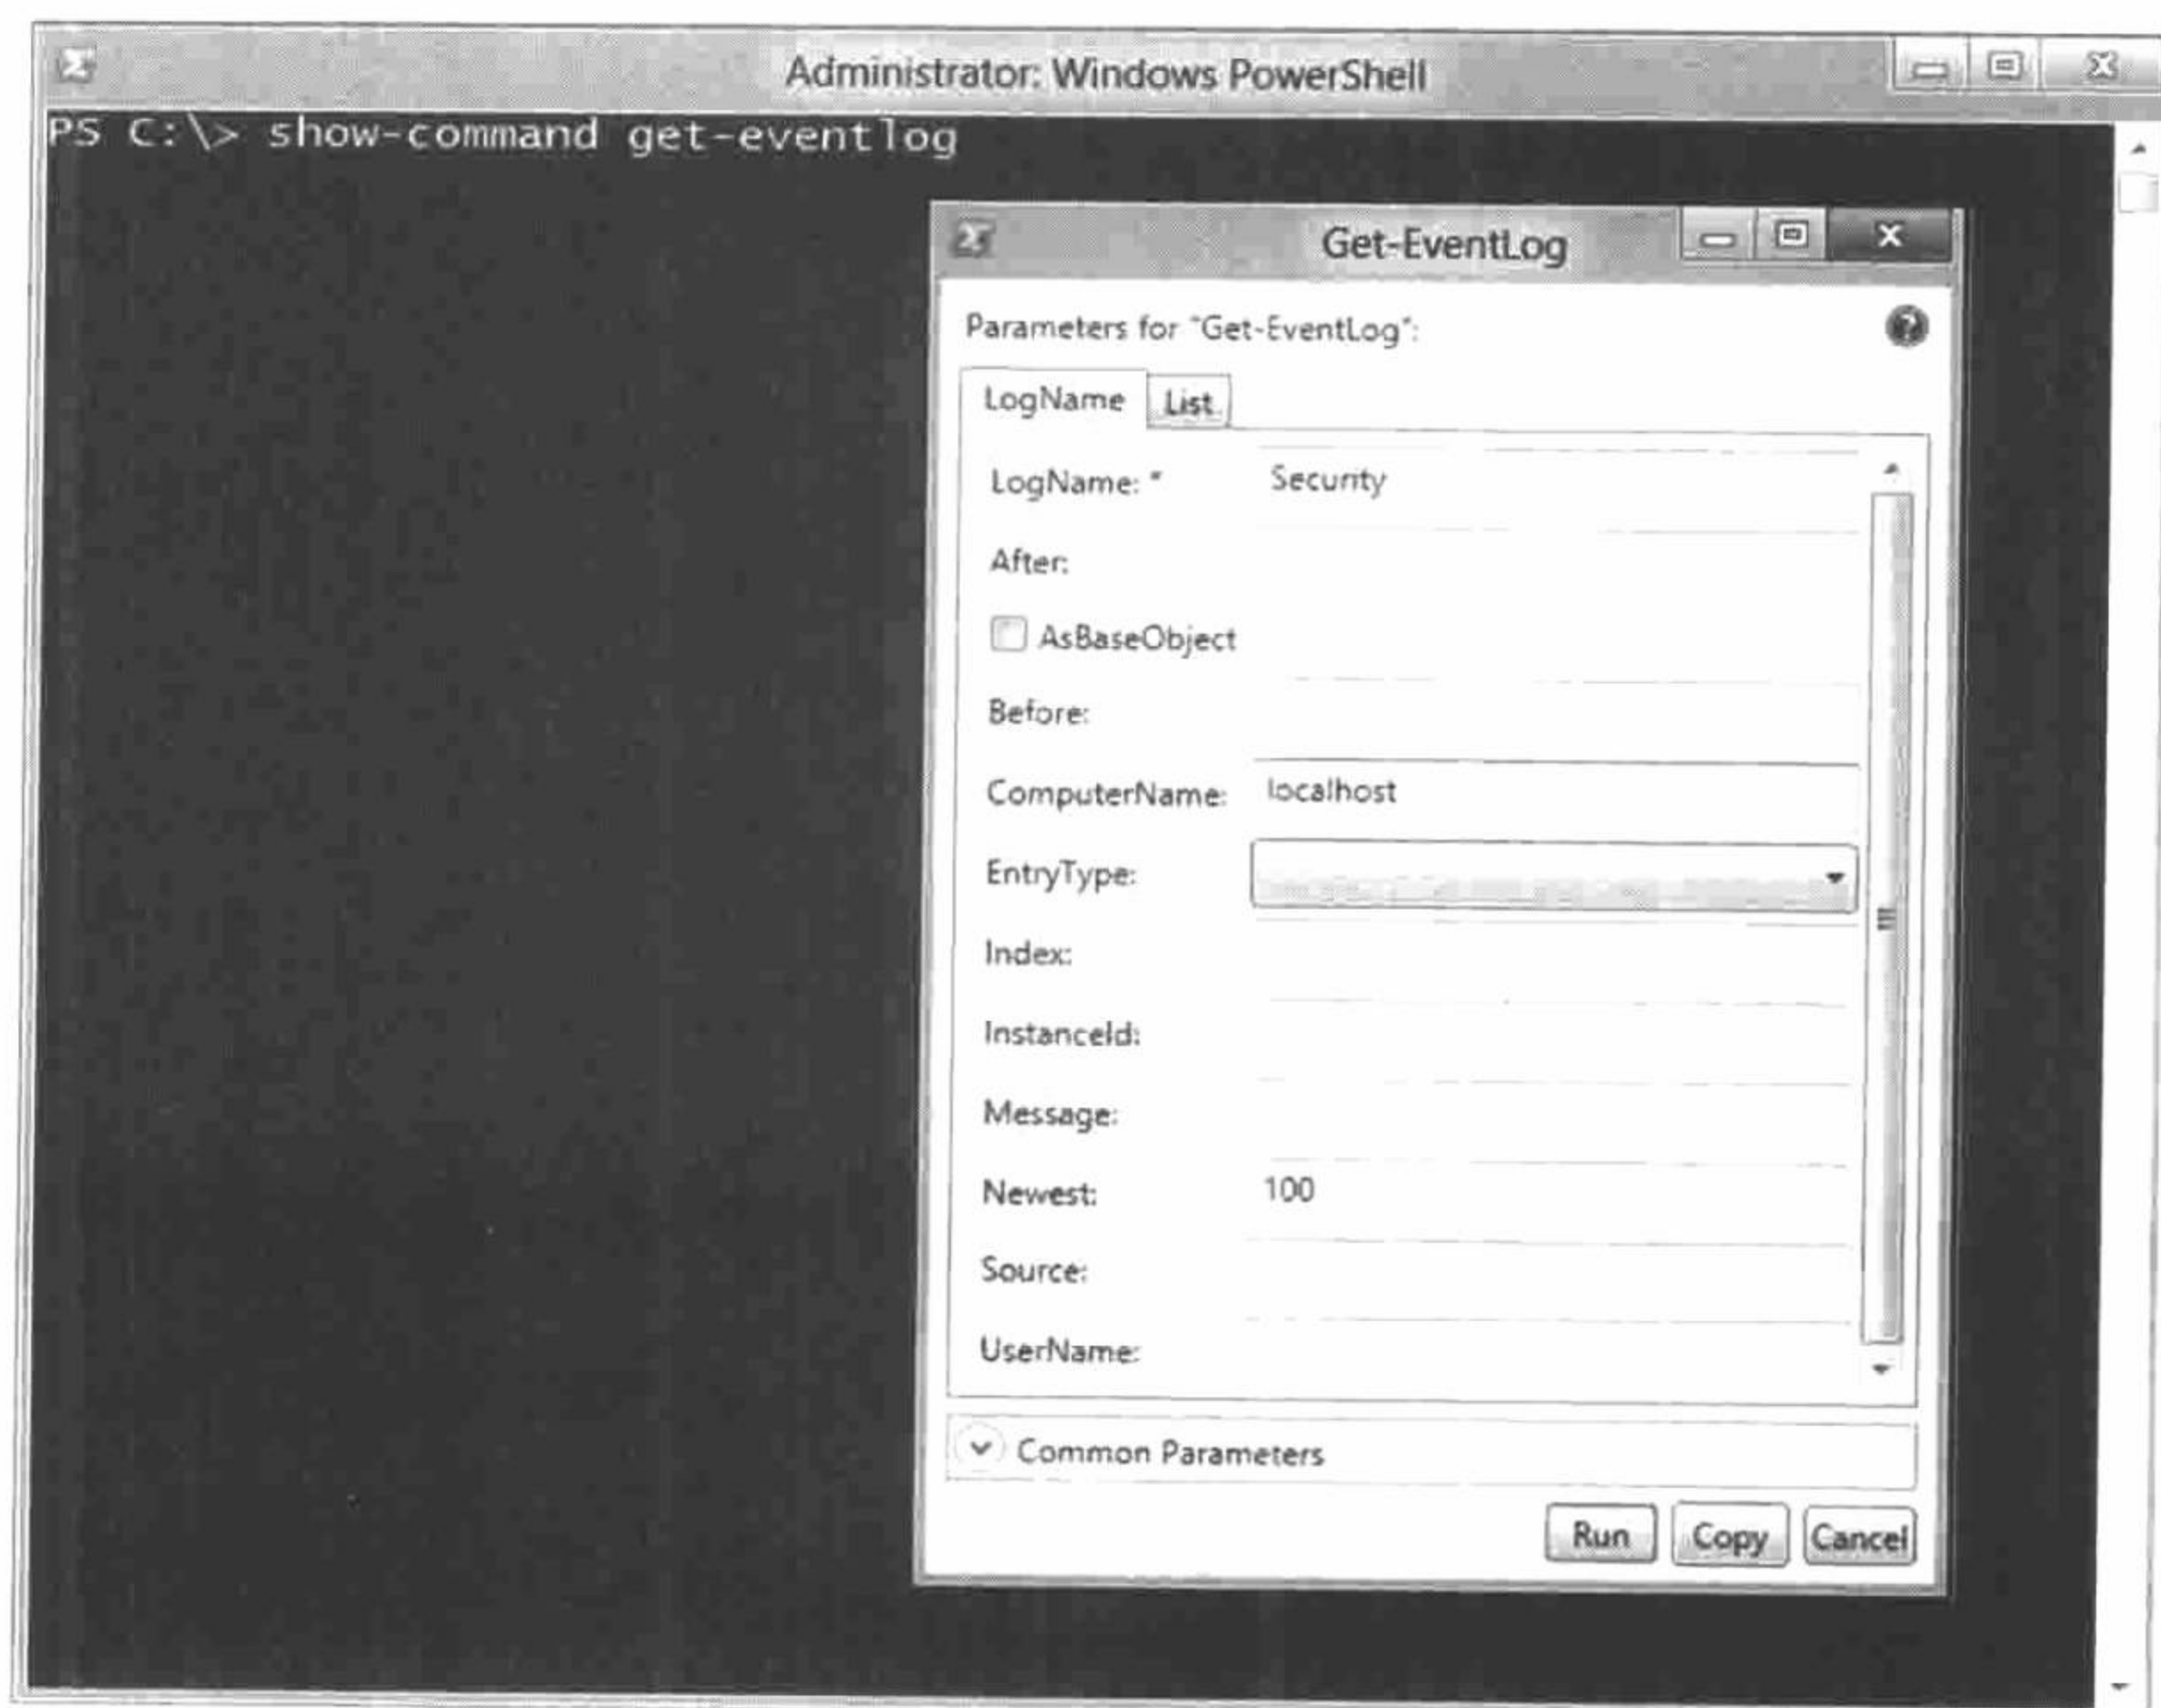 Administrator: Windows PowerShell
PS C:\> show-command get-eventlog
Get-EventLog
Parameters for "Get-EventLog":
LogName List
LogName: * Security
After:
AsBaseObject
Before:
ComputerName: localhost
EntryType:
Index:
InstanceId:
Message:
Newest: 100
Source:
UserName:
Common Parameters
Run Copy Cancel